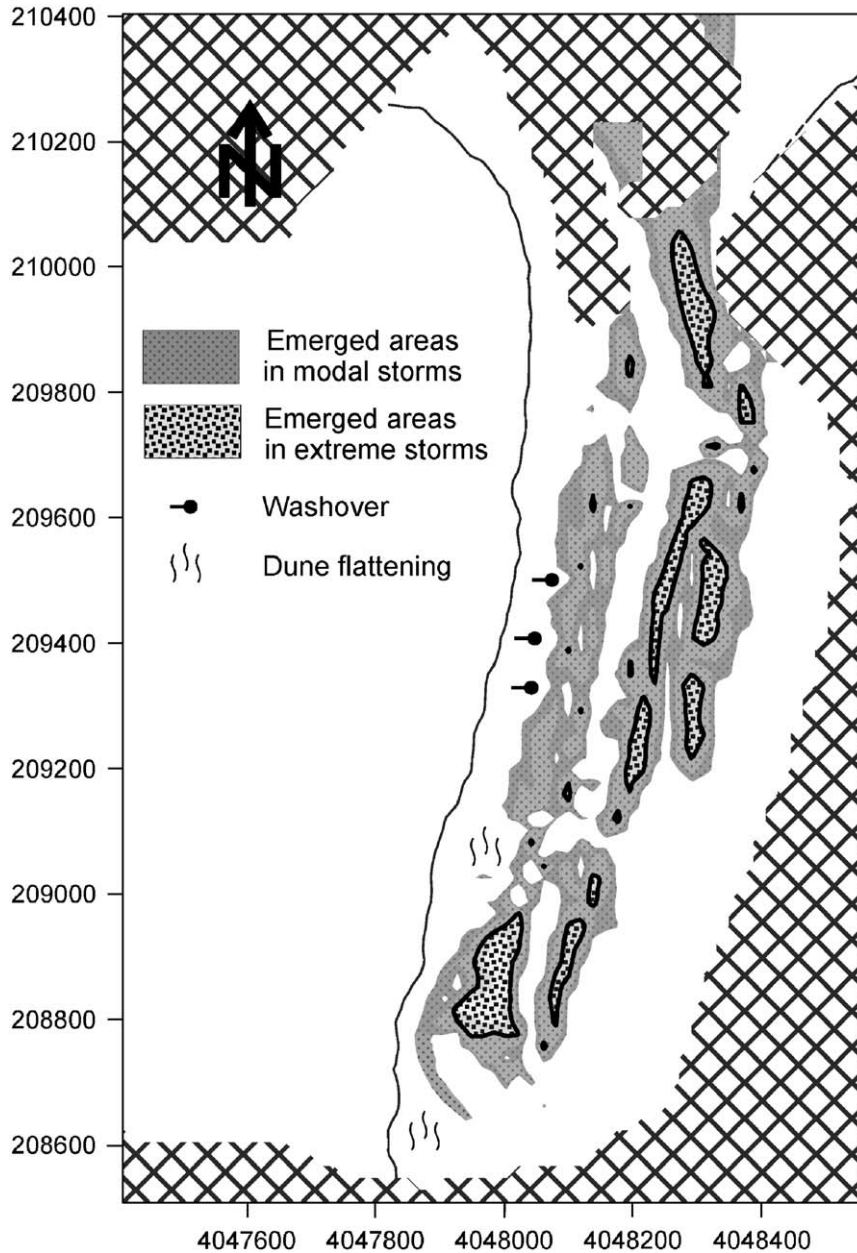 210400
210200
210000
209800
209600
209400
209200
209000
208800
208600
N
Emerged areas
in modal storms
Emerged areas
in extreme storms
Washover
Dune flattening
4047600 4047800 4048000 4048200 4048400